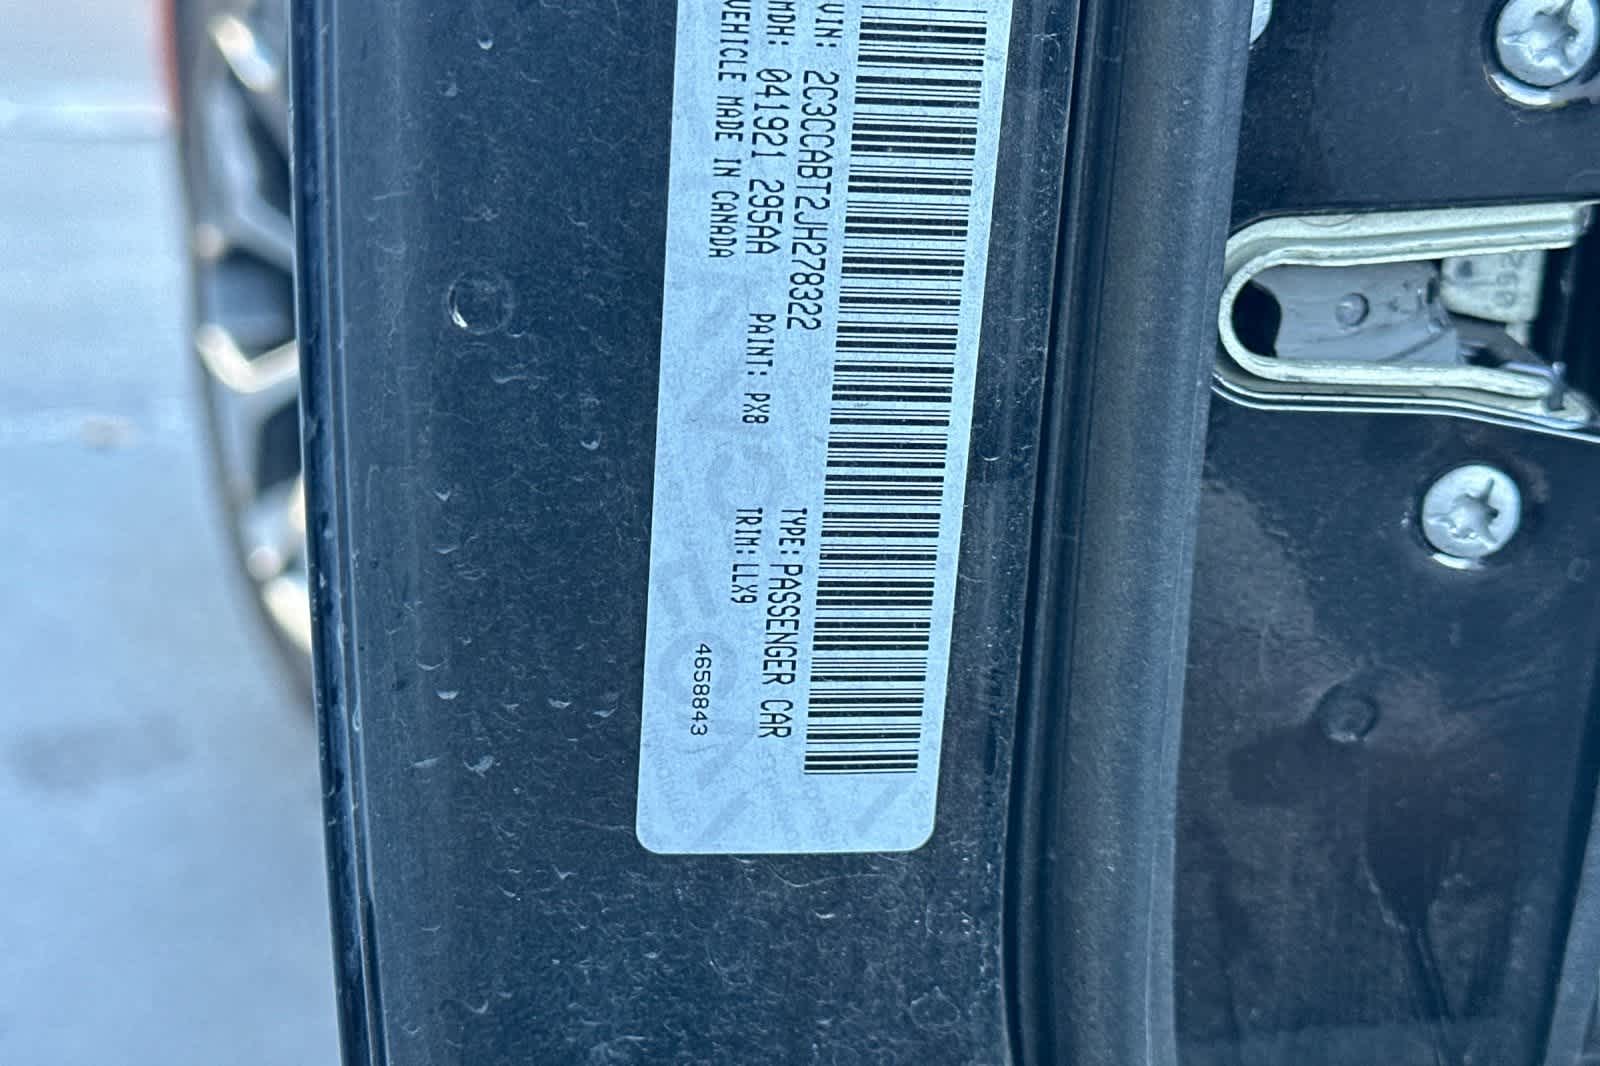 VIN: 2C3CCABT2JH278322 TYPE: PASSENGER CAR
MDH: 041921 295AA PAINT: PX8 TRIM: LLX9
VEHICLE MADE IN CANADA
4658843